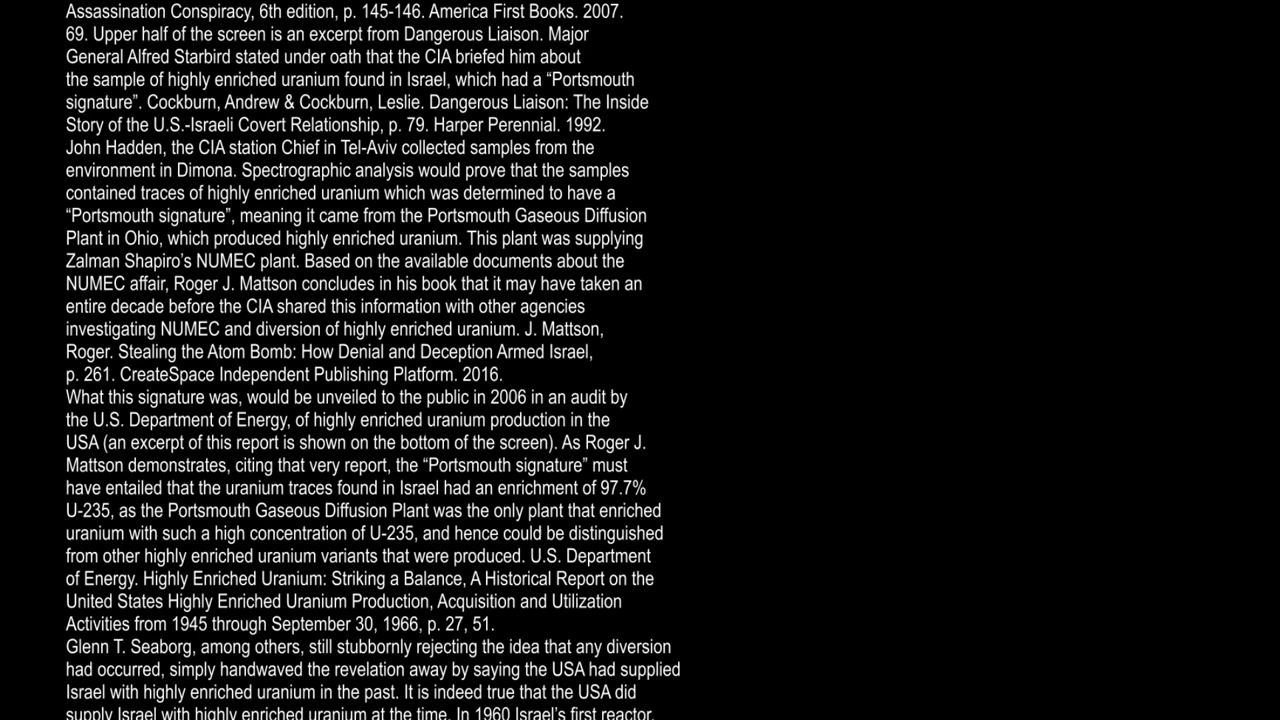 Assassination Conspiracy, 6th edition, p. 145-146. America First Books. 2007.
69. Upper half of the screen is an excerpt from Dangerous Liaison. Major
General Alfred Starbird stated under oath that the CIA briefed him about
the sample of highly enriched uranium found in Israel, which had a “Portsmouth
signature”. Cockburn, Andrew & Cockburn, Leslie. Dangerous Liaison: The Inside
Story of the U.S.-Israeli Covert Relationship, p. 79. Harper Perennial. 1992.
John Hadden, the CIA station Chief in Tel-Aviv collected samples from the
environment in Dimona. Spectrographic analysis would prove that the samples
contained traces of highly enriched uranium which was determined to have a
“Portsmouth signature”, meaning it came from the Portsmouth Gaseous Diffusion
Plant in Ohio, which produced highly enriched uranium. This plant was supplying
Zalman Shapiro’s NUMEC plant. Based on the available documents about the
NUMEC affair, Roger J. Mattson concludes in his book that it may have taken an
entire decade before the CIA shared this information with other agencies
investigating NUMEC and diversion of highly enriched uranium. J. Mattson,
Roger. Stealing the Atom Bomb: How Denial and Deception Armed Israel,
p. 261. CreateSpace Independent Publishing Platform. 2016.
What this signature was, would be unveiled to the public in 2006 in an audit by
the U.S. Department of Energy, of highly enriched uranium production in the
USA (an excerpt of this report is shown on the bottom of the screen). As Roger J.
Mattson demonstrates, citing that very report, the “Portsmouth signature” must
have entailed that the uranium traces found in Israel had an enrichment of 97.7%
U-235, as the Portsmouth Gaseous Diffusion Plant was the only plant that enriched
uranium with such a high concentration of U-235, and hence could be distinguished
from other highly enriched uranium variants that were produced. U.S. Department
of Energy. Highly Enriched Uranium: Striking a Balance, A Historical Report on the
United States Highly Enriched Uranium Production, Acquisition and Utilization
Activities from 1945 through September 30, 1966, p. 27, 51.
Glenn T. Seaborg, among others, still stubbornly rejecting the idea that any diversion
had occurred, simply handwaved the revelation away by saying the USA had supplied
Israel with highly enriched uranium in the past. It is indeed true that the USA did
supply Israel with highly enriched uranium at the time. In 1960 Israel’s first reactor,